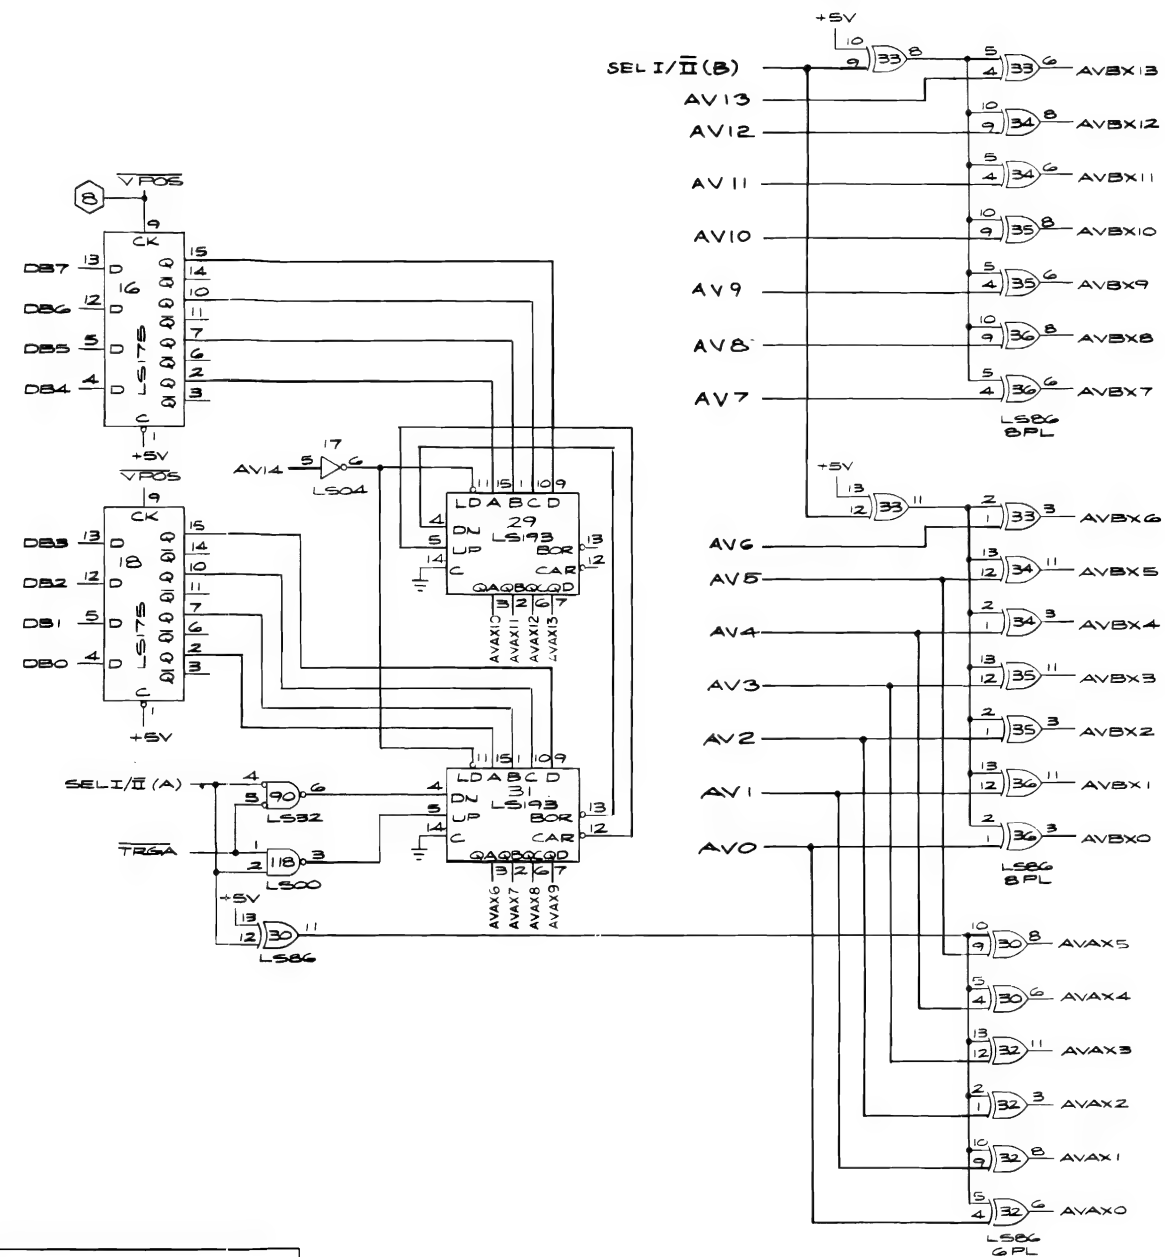 +5V
10 8 5 6
SEL I/II (B) 9 33 4 33 AVBX13
AV13
10 8
AV12 9 34 AVBX12
5 6
AV11 4 34 AVBX11
10 8
AV10 9 35 AVBX10
5 6
AV9 4 35 AVBX9
10 8
AV8 9 36 AVBX8
5 6
AV7 4 36 AVBX7
LS86
8PL
+5V
13 11 2 3
12 33 1 33 AVBX6
AV6
13 11
AV5 12 34 AVBX5
2 3
AV4 1 34 AVBX4
13 11
AV3 12 35 AVBX3
2 3
AV2 1 35 AVBX2
13 11
AV1 12 36 AVBX1
2 3
AV0 1 36 AVBX0
LS86
8PL
10 8
9 30 AVAX5
5 6
4 30 AVAX4
13 11
12 32 AVAX3
2 3
1 32 AVAX2
10 8
9 32 AVAX1
5 6
4 32 AVAX0
LS86
6PL
VPOS
8
9
CK
DB7 13 D Q 15
16 Q 14
DB6 12 D Q 10
Q 11
DB5 5 D Q 7
LS175 Q 6
DB4 4 D Q 2
Q 3
C
1
+5V
VPOS
9
CK
DB3 13 D Q 15
18 Q 14
DB2 12 D Q 10
Q 11
DB1 5 D Q 7
LS175 Q 6
DB0 4 D Q 2
Q 3
C
1
+5V
17
AV14 5 6
LS04
11 15 1 10 9
LD A B C D
4 DN 29
LS193
5 UP BOR 13
14 C CAR 12
QA QB QC QD
3 2 6 7
AVAX10
AVAX11
AVAX12
AVAX13
11 15 1 10 9
LD A B C D
4 DN 31
LS193
5 UP BOR 13
14 C CAR 12
QA QB QC QD
3 2 6 7
AVAX6
AVAX7
AVAX8
AVAX9
SEL I/II (A) 4 6
5 90
LS32
TRGA 1 3
2 118
LS00
+5V
13 11
12 30
LS86